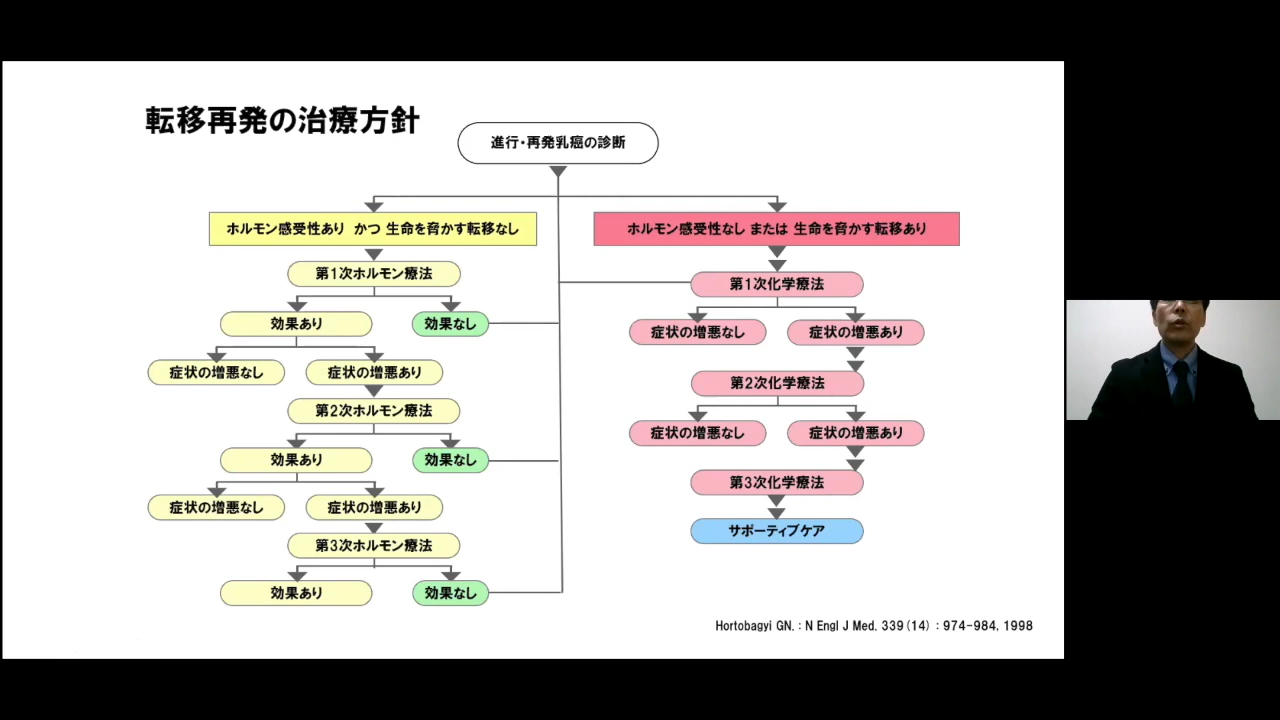 転移再発の治療方針
進行・再発乳癌の診断
ホルモン感受性あり かつ 生命を脅かす転移なし
ホルモン感受性なし または 生命を脅かす転移あり
第1次ホルモン療法
第1次化学療法
効果あり
効果なし
症状の増悪なし
症状の増悪あり
症状の増悪なし
症状の増悪あり
第2次ホルモン療法
第2次化学療法
効果あり
効果なし
症状の増悪なし
症状の増悪あり
症状の増悪なし
症状の増悪あり
第3次ホルモン療法
第3次化学療法
サポーティブケア
効果あり
効果なし
Hortobagyi GN. : N Engl J Med. 339(14) : 974-984, 1998